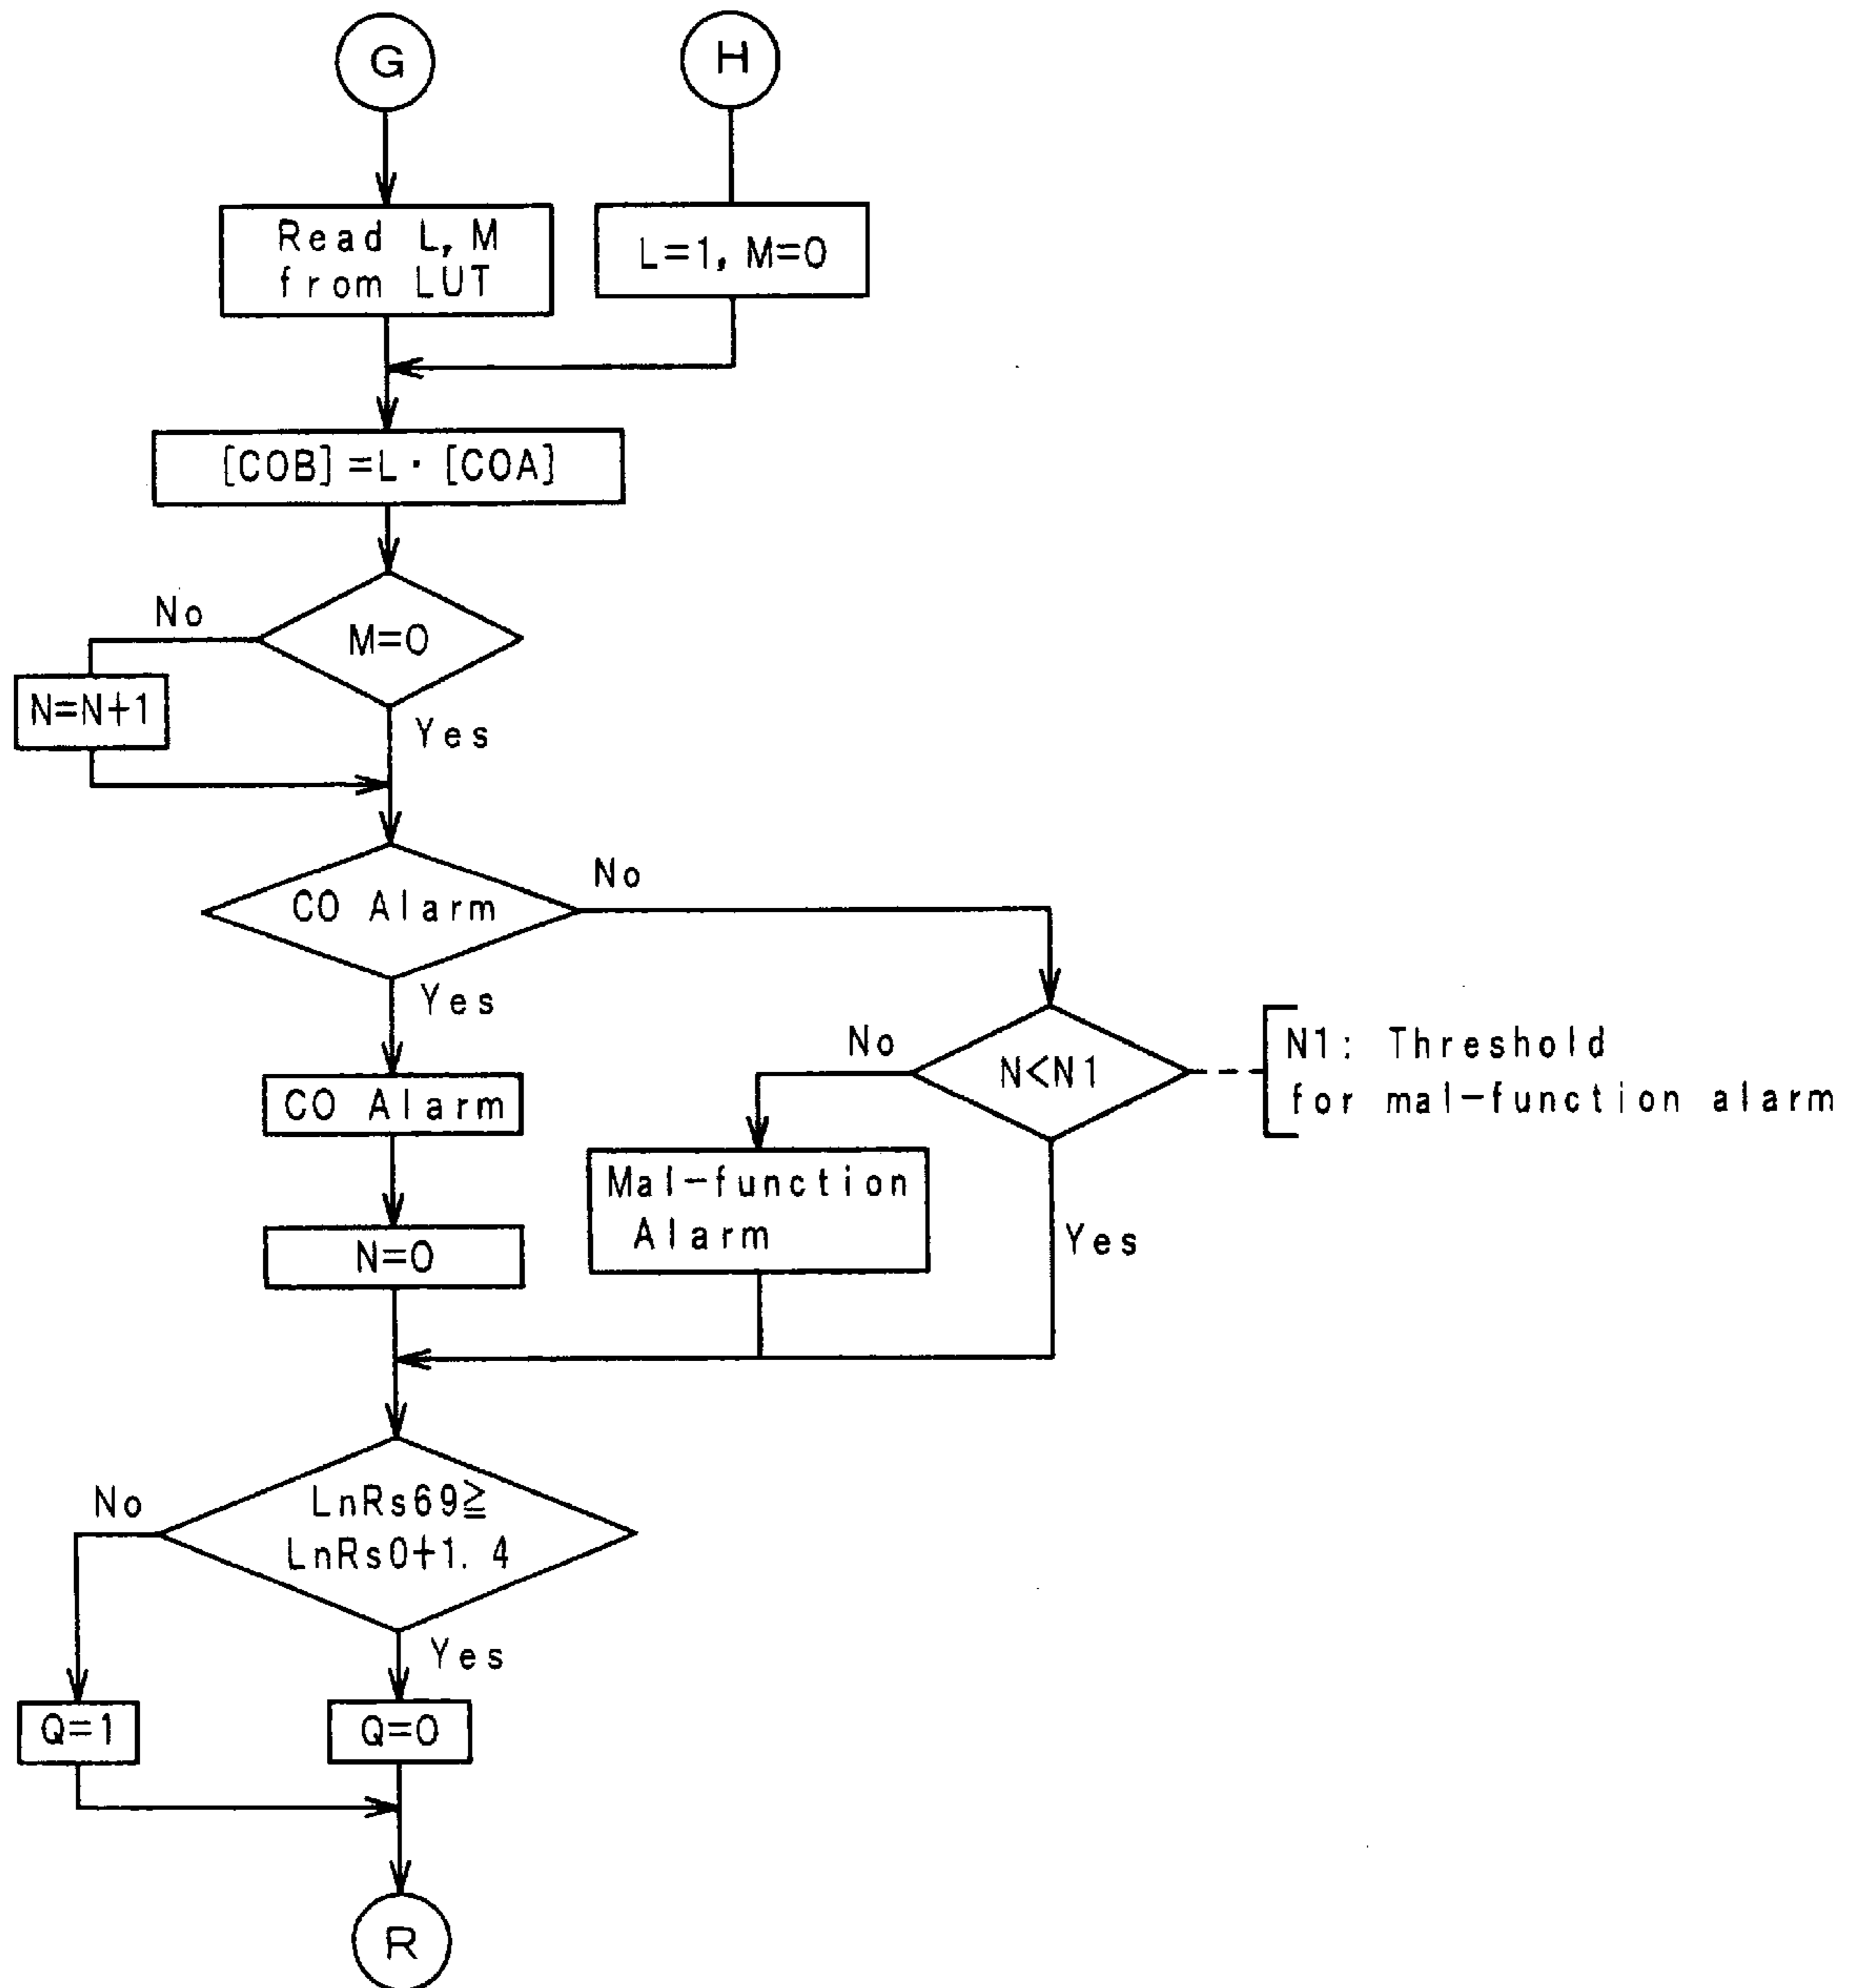 G
H
Read L, M
from LUT
L=1, M=0
[COB]=L·[COA]
No
M=0
N=N+1
Yes
No
CO Alarm
Yes
No
N<N1
N1: Threshold
for mal-function alarm
CO Alarm
Mal-function
Alarm
Yes
N=0
No
LnRs69≧
LnRs0+1.4
Yes
Q=1
Q=0
R